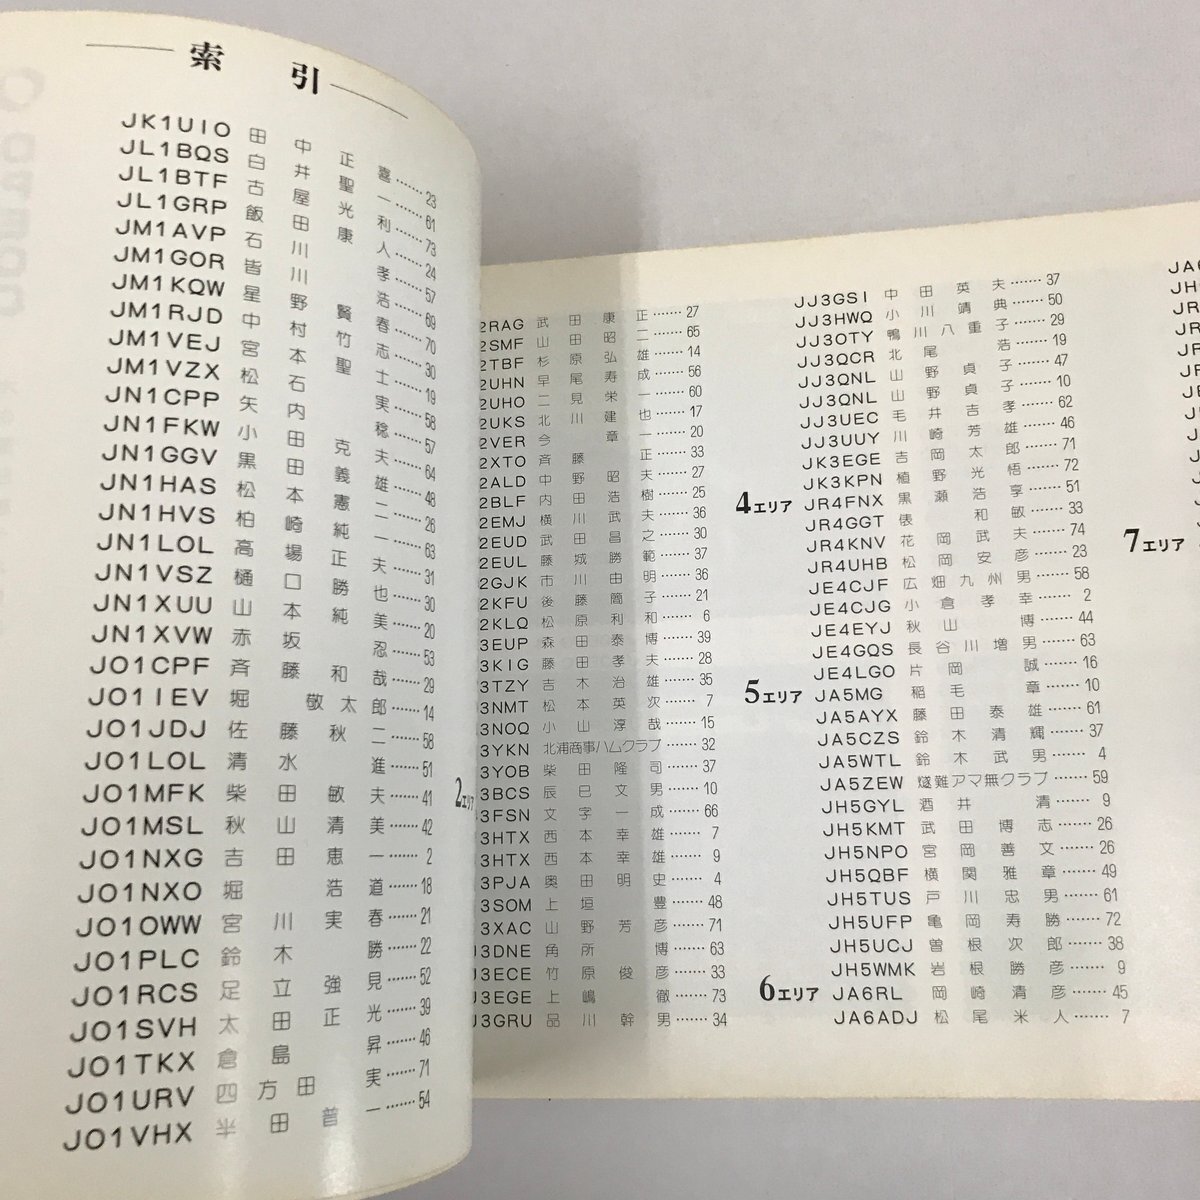 索引
JK1UIO 田中正喜……23
JL1BQS 白井聖一……61
JL1BTF 古屋光利……73
JL1GRP 飯田康人……24
JM1AVP 石川孝……57
JM1GOR 皆川浩……69
JM1KQW 星野賢春……70
JM1RJD 中村竹志……30
JM1VEJ 宮本聖士……19
JM1VZX 松石実……58
JN1CPP 矢内稔……57
JN1FKW 小田克夫……64
JN1GGV 黒田義雄……48
JN1HAS 松本憲二……26
JN1HVS 柏崎純一……63
JN1LOL 高場正夫……31
JN1VSZ 樋口勝也……30
JN1XUU 山本純美……20
JN1XVW 赤坂忍……53
JO1CPF 斉藤和哉……29
JO1IEV 堀敬太郎……14
JO1JDJ 佐藤秋二……58
JO1LOL 清水進……51
JO1MFK 柴田敏夫……41
JO1MSL 秋山清美……42
JO1NXG 吉田恵一……2
JO1NXO 堀浩道……18
JO1OWW 宮川実春……21
JO1PLC 鈴木勝……22
JO1RCS 足立強見……52
JO1SVH 太田正光……39
JO1TKX 倉島昇……46
JO1URV 四方田実……71
JO1VHX 半田普一……54
2エリア
2RAG 武田康正……27
2SMF 山田昭二……65
2TBF 杉原弘雄……14
2UHN 早尾寿成……56
2UHO 二見栄一……60
2UKS 北川建也……17
2VER 今章一……20
2XTO 斉藤正……33
2ALD 中野昭夫……27
2BLF 内田浩樹……25
2EMJ 横川武夫……36
2EUD 武田昌之……30
2EUL 藤城勝範……37
2GJK 市川由明……36
2KFU 後藤簡子……21
2KLQ 松原利和……6
3EUP 森田泰博……39
3KIG 藤田孝夫……28
3TZY 吉木治雄……35
3NMT 松本英次……7
3NOQ 小山淳哉……15
3YKN 北浦商事ハムクラブ……32
3YOB 柴田隆司……37
3BCS 辰巳文男……10
3FSN 文字一成……66
3HTX 西本幸雄……7
3HTX 西本幸雄……9
3PJA 奥田明史……4
3SOM 上垣豊……48
3XAC 山野芳彦……71
J3DNE 角所博……63
J3ECE 竹原俊彦……33
J3EGE 上嶋徹……73
J3GRU 品川幹男……34
JJ3GSI 中田英夫……37
JJ3HWQ 小川靖典……50
JJ3OTY 鴨川八重子……29
JJ3QCR 北尾浩……19
JJ3QNL 山野貞子……47
JJ3QNL 山野貞子……10
JJ3UEC 毛井吉孝……62
JJ3UUY 川崎芳雄……46
JK3EGE 吉岡太郎……71
JK3KPN 植野光悟……72
4エリア JR4FNX 黒瀬浩享……51
JR4GGT 俵和敏……33
JR4KNV 花岡武夫……74
JR4UHB 松岡安彦……23
JE4CJF 広畑九州男……58
JE4CJG 小倉孝幸……2
JE4EYJ 秋山博……44
JE4GQS 長谷川増男……63
JE4LGO 片岡誠……16
5エリア JA5MG 稲毛章……10
JA5AYX 藤田泰雄……61
JA5CZS 鈴木清輝……37
JA5WTL 鈴木武男……4
JA5ZEW 燧難アマ無クラブ……59
JH5GYL 酒井清……9
JH5KMT 武田博志……26
JH5NPO 宮岡善文……26
JH5QBF 横関雅章……49
JH5TUS 戸川忠男……61
JH5UFP 亀岡寿勝……72
JH5UCJ 曽根次郎……38
JH5WMK 岩根勝彦……9
6エリア JA6RL 岡崎清彦……45
JA6ADJ 松尾米人……7
7エリア